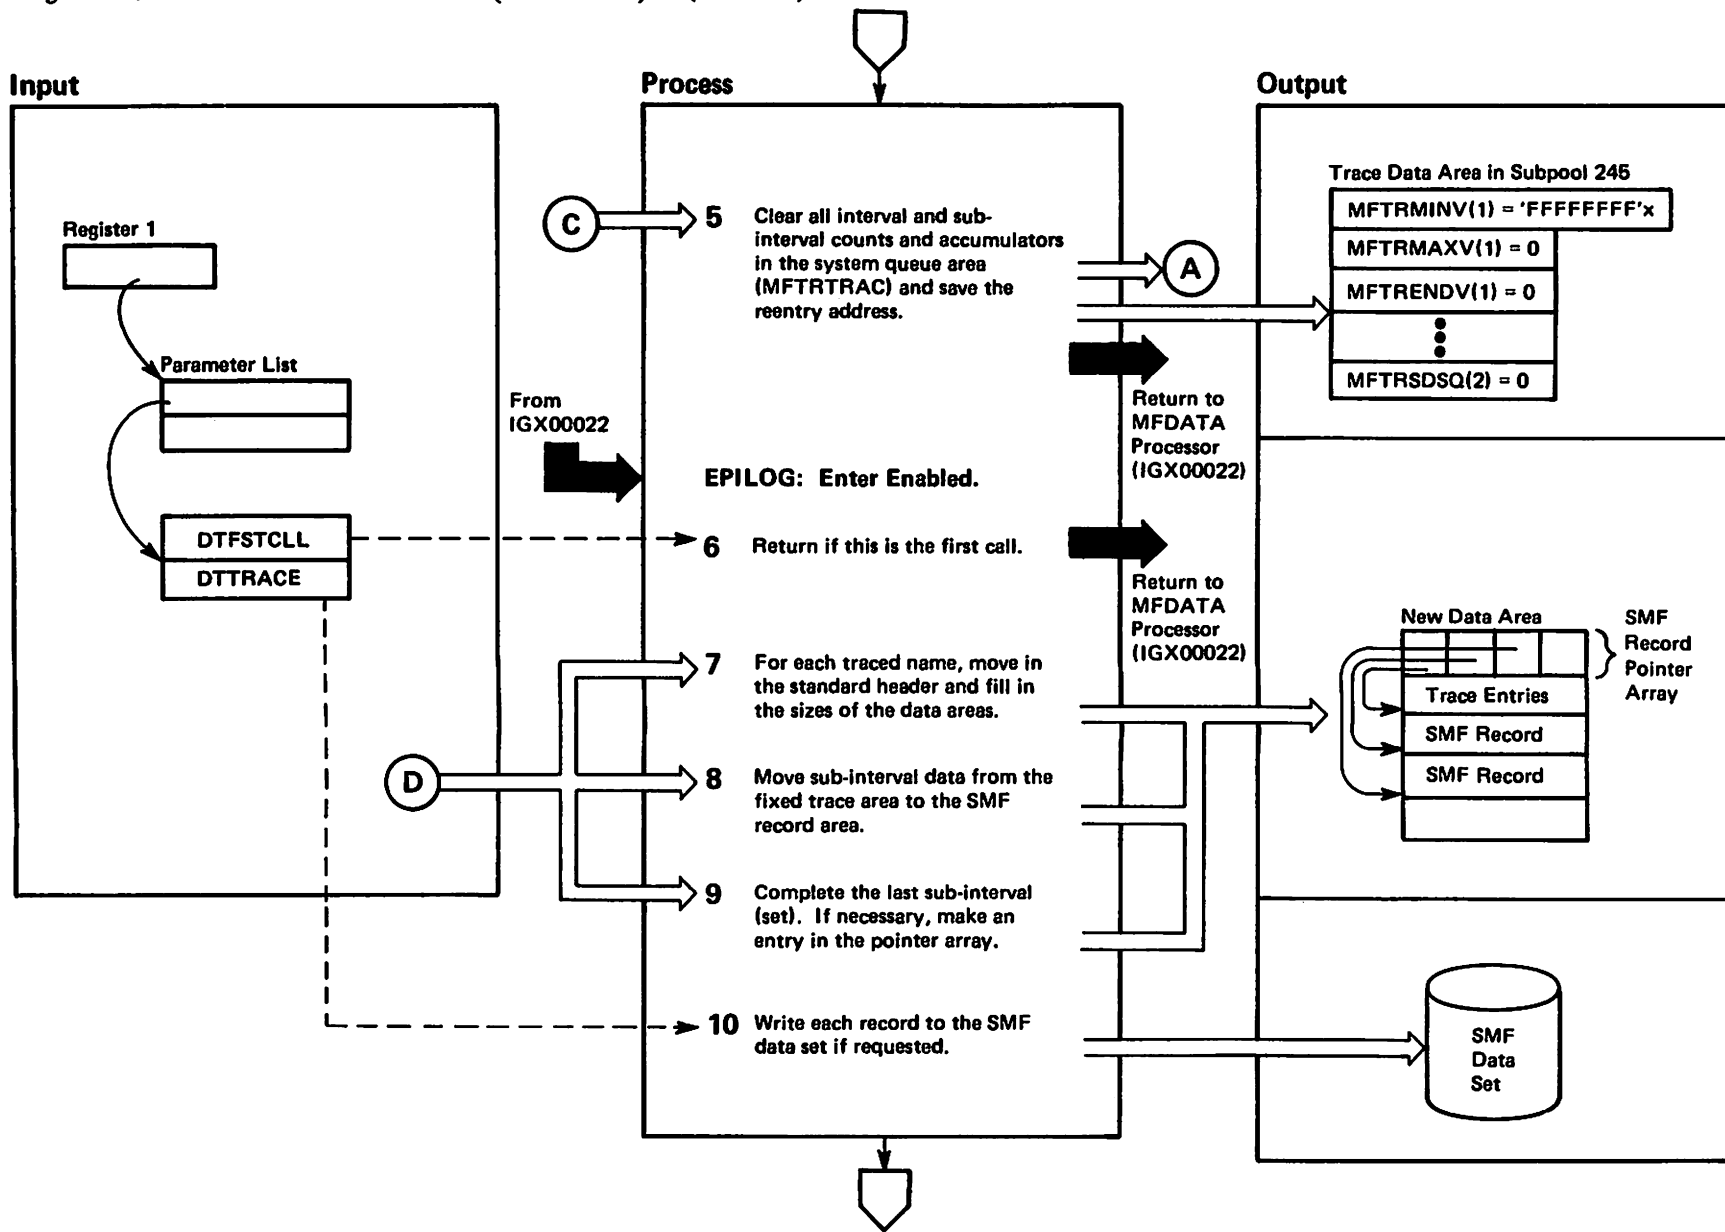 Input
Process
Output
Register 1
Parameter List
DTFSTCLL
DTTRACE
From
IGX00022
C
D
5 Clear all interval and sub-
interval counts and accumulators
in the system queue area
(MFTRTRAC) and save the
reentry address.
A
Return to
MFDATA
Processor
(IGX00022)
EPILOG: Enter Enabled.
6 Return if this is the first call.
Return to
MFDATA
Processor
(IGX00022)
7 For each traced name, move in
the standard header and fill in
the sizes of the data areas.
8 Move sub-interval data from the
fixed trace area to the SMF
record area.
9 Complete the last sub-interval
(set). If necessary, make an
entry in the pointer array.
10 Write each record to the SMF
data set if requested.
Trace Data Area in Subpool 245
MFTRMINV(1) = 'FFFFFFFF'x
MFTRMAXV(1) = 0
MFTRENDV(1) = 0
MFTRSDSQ(2) = 0
New Data Area
SMF
Record
Pointer
Array
Trace Entries
SMF Record
SMF Record
SMF
Data
Set